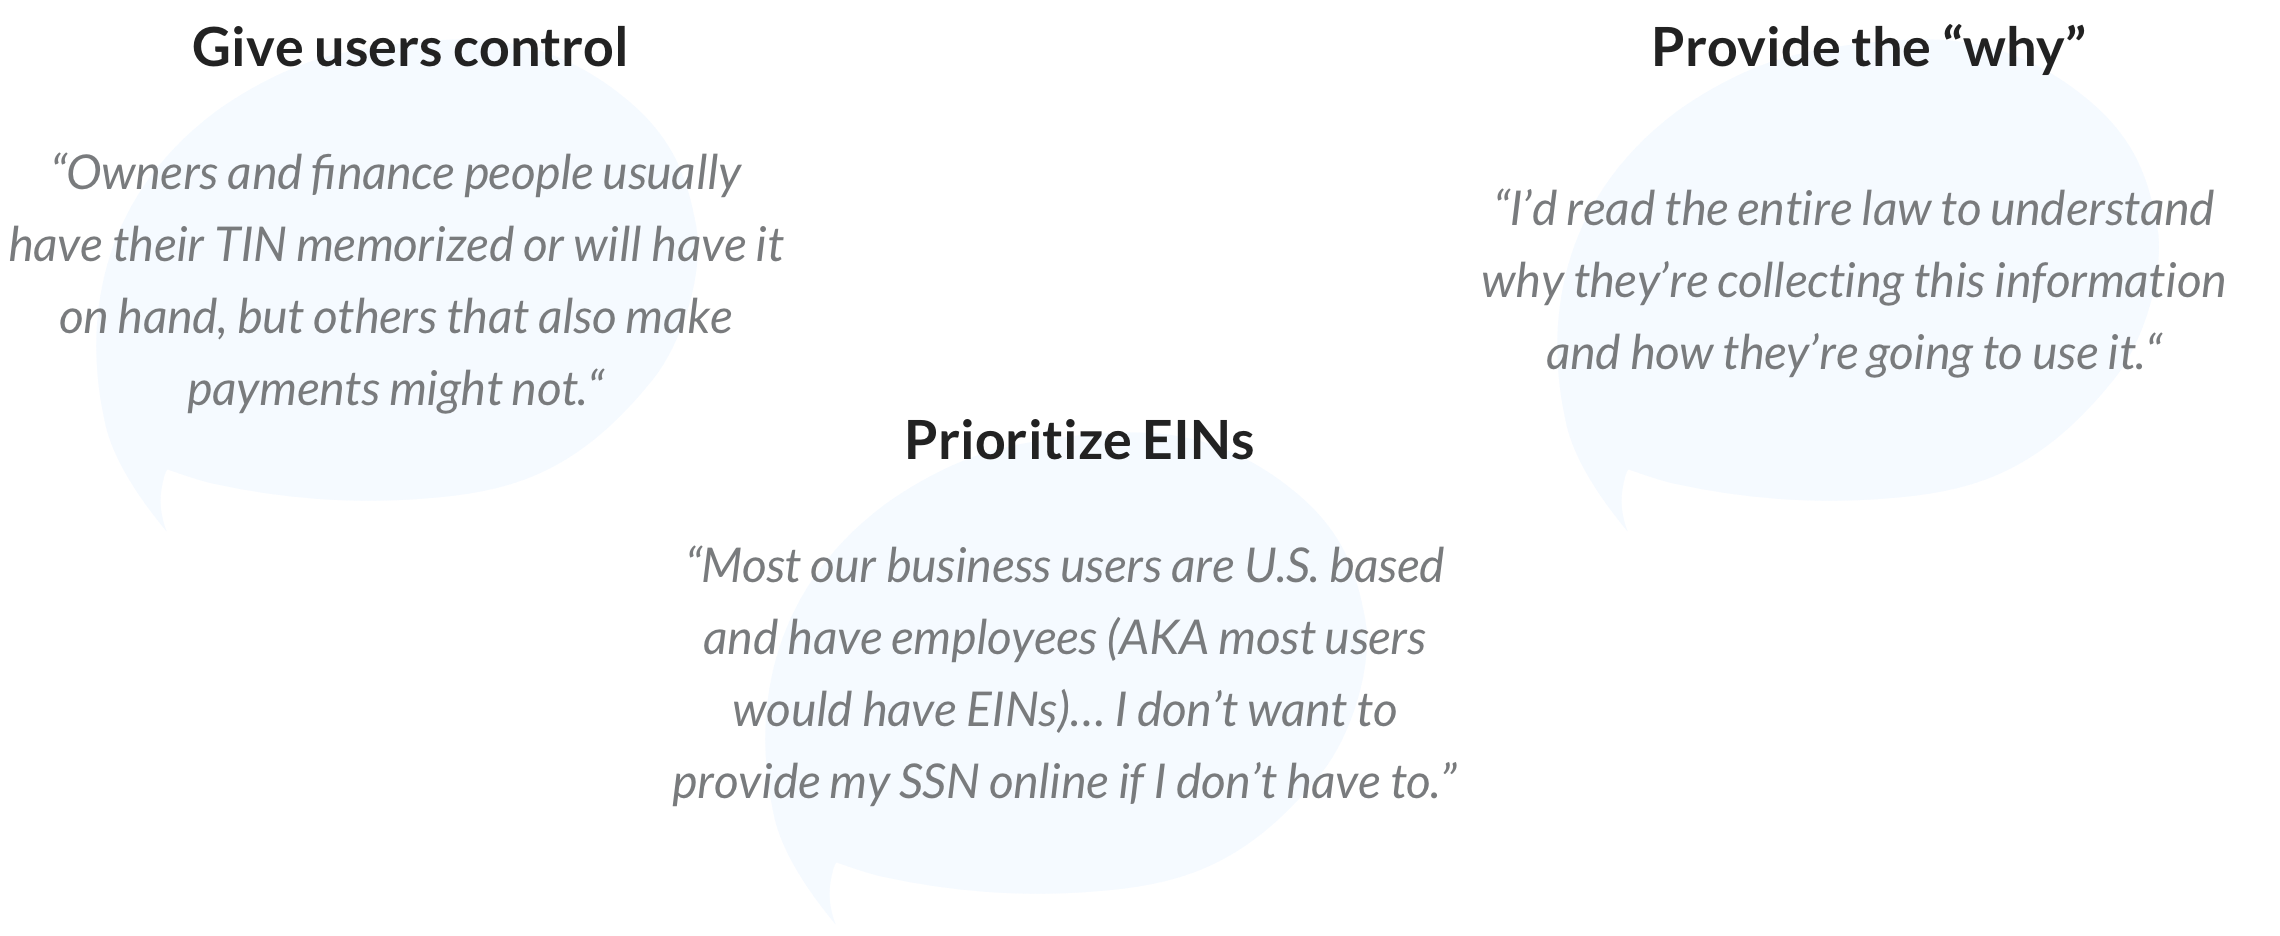 Give users control
“Owners and finance people usually
have their TIN memorized or will have it
on hand, but others that also make
payments might not.“
Prioritize EINs
“Most our business users are U.S. based
and have employees (AKA most users
would have EINs)… I don’t want to
provide my SSN online if I don’t have to.”
Provide the “why”
“I’d read the entire law to understand
why they’re collecting this information
and how they’re going to use it.“